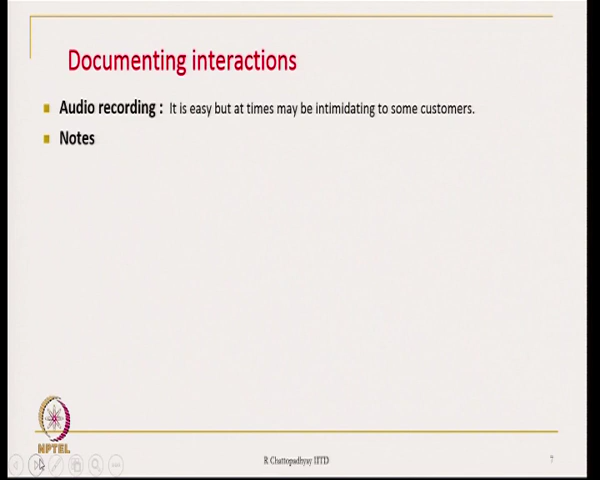 Documenting interactions
Audio recording : It is easy but at times may be intimidating to some customers.
Notes
NPTEL
R Chattopadhyay IITD
7